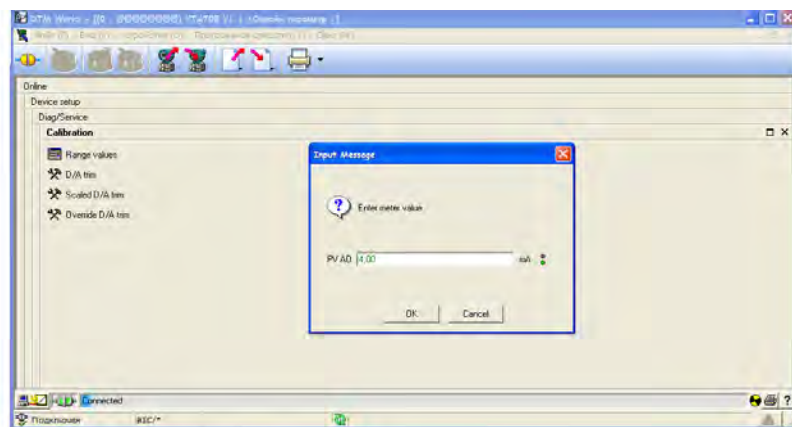 Online
Device setup
Diag/Service
Calibration
Range values
D/A trim
Scaled D/A trim
Override D/A trim
Input Message
Enter meter value
PV AO 4,00 mA
OK Cancel
Connected
?